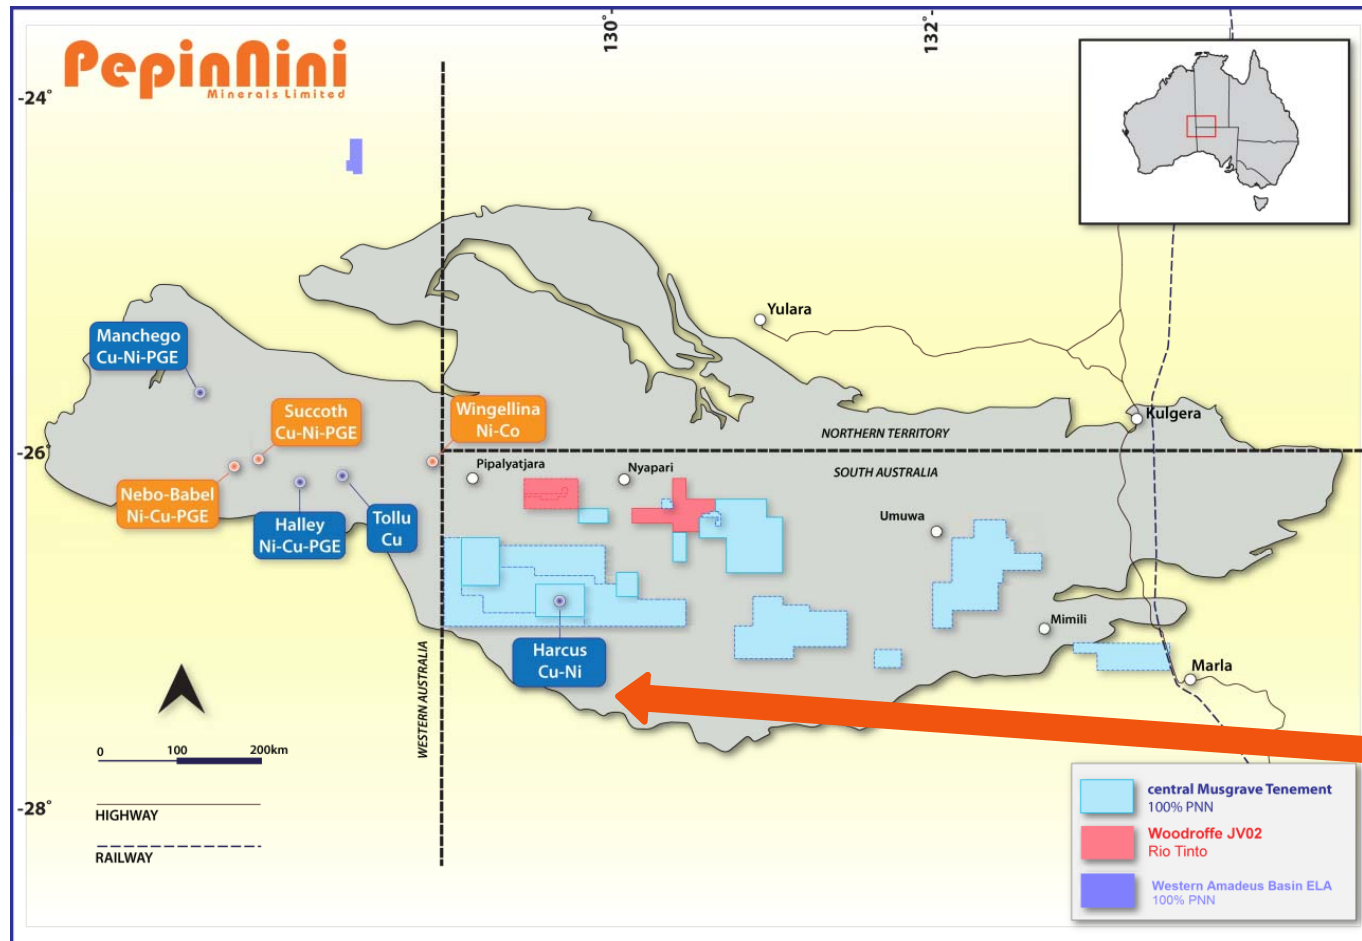 PepinNini
Minerals Limited
130°
132°
-24°
Yulara
Manchego
Cu-Ni-PGE
Succoth
Cu-Ni-PGE
Wingellina
Ni-Co
Kulgera
NORTHERN TERRITORY
-26°
SOUTH AUSTRALIA
Pipalyatjara
Nyapari
Nebo-Babel
Ni-Cu-PGE
Halley
Ni-Cu-PGE
Tollu
Cu
Umuwa
Mimili
Harcus
Cu-Ni
Marla
WESTERN AUSTRALIA
0 100 200km
-28°
HIGHWAY
RAILWAY
central Musgrave Tenement
100% PNN
Woodroffe JV02
Rio Tinto
Western Amadeus Basin ELA
100% PNN